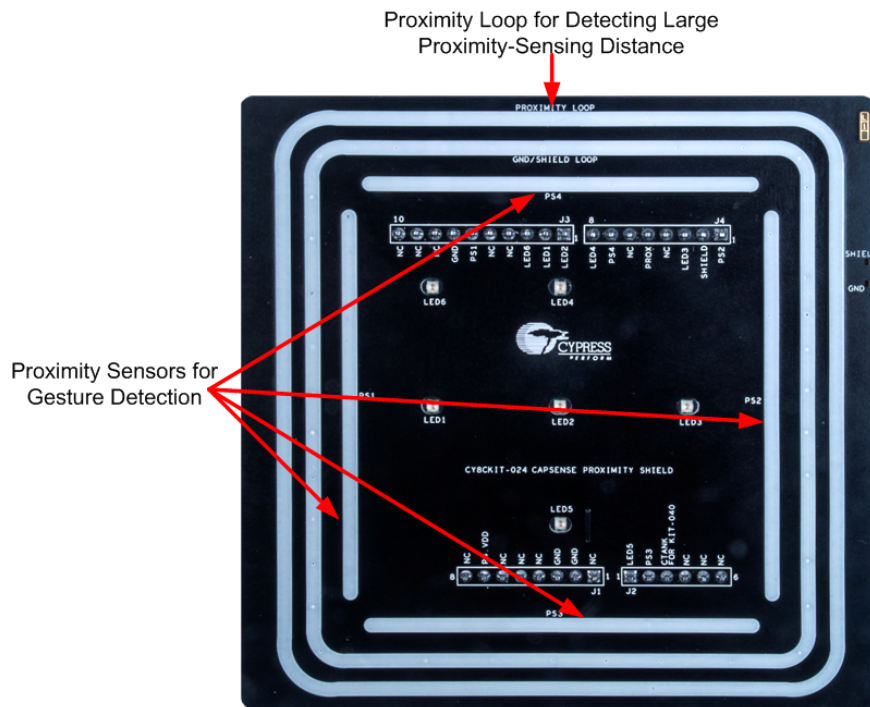 Proximity Loop for Detecting Large
Proximity-Sensing Distance
PROXIMITY LOOP
GND/SHIELD LOOP
PS4
10
J3
1
8
J4
1
NC
NC
NC
GND
PS1
NC
NC
LED6
LED1
LED2
LED4
PS4
NC
PROX
NC
LED3
SHIELD
PS2
GND
LED6
LED4
CYPRESS
PERFORM
Proximity Sensors for
Gesture Detection
PS1
PS2
LED1
LED2
LED3
CY8CKIT-024 CAPSENSE PROXIMITY SHIELD
LED5
NC
VDD
NC
NC
NC
GND
GND
NC
LED5
PS3
CTANK
FOR KIT-040
NC
NC
NC
8
1
J1
1
J2
6
PS3